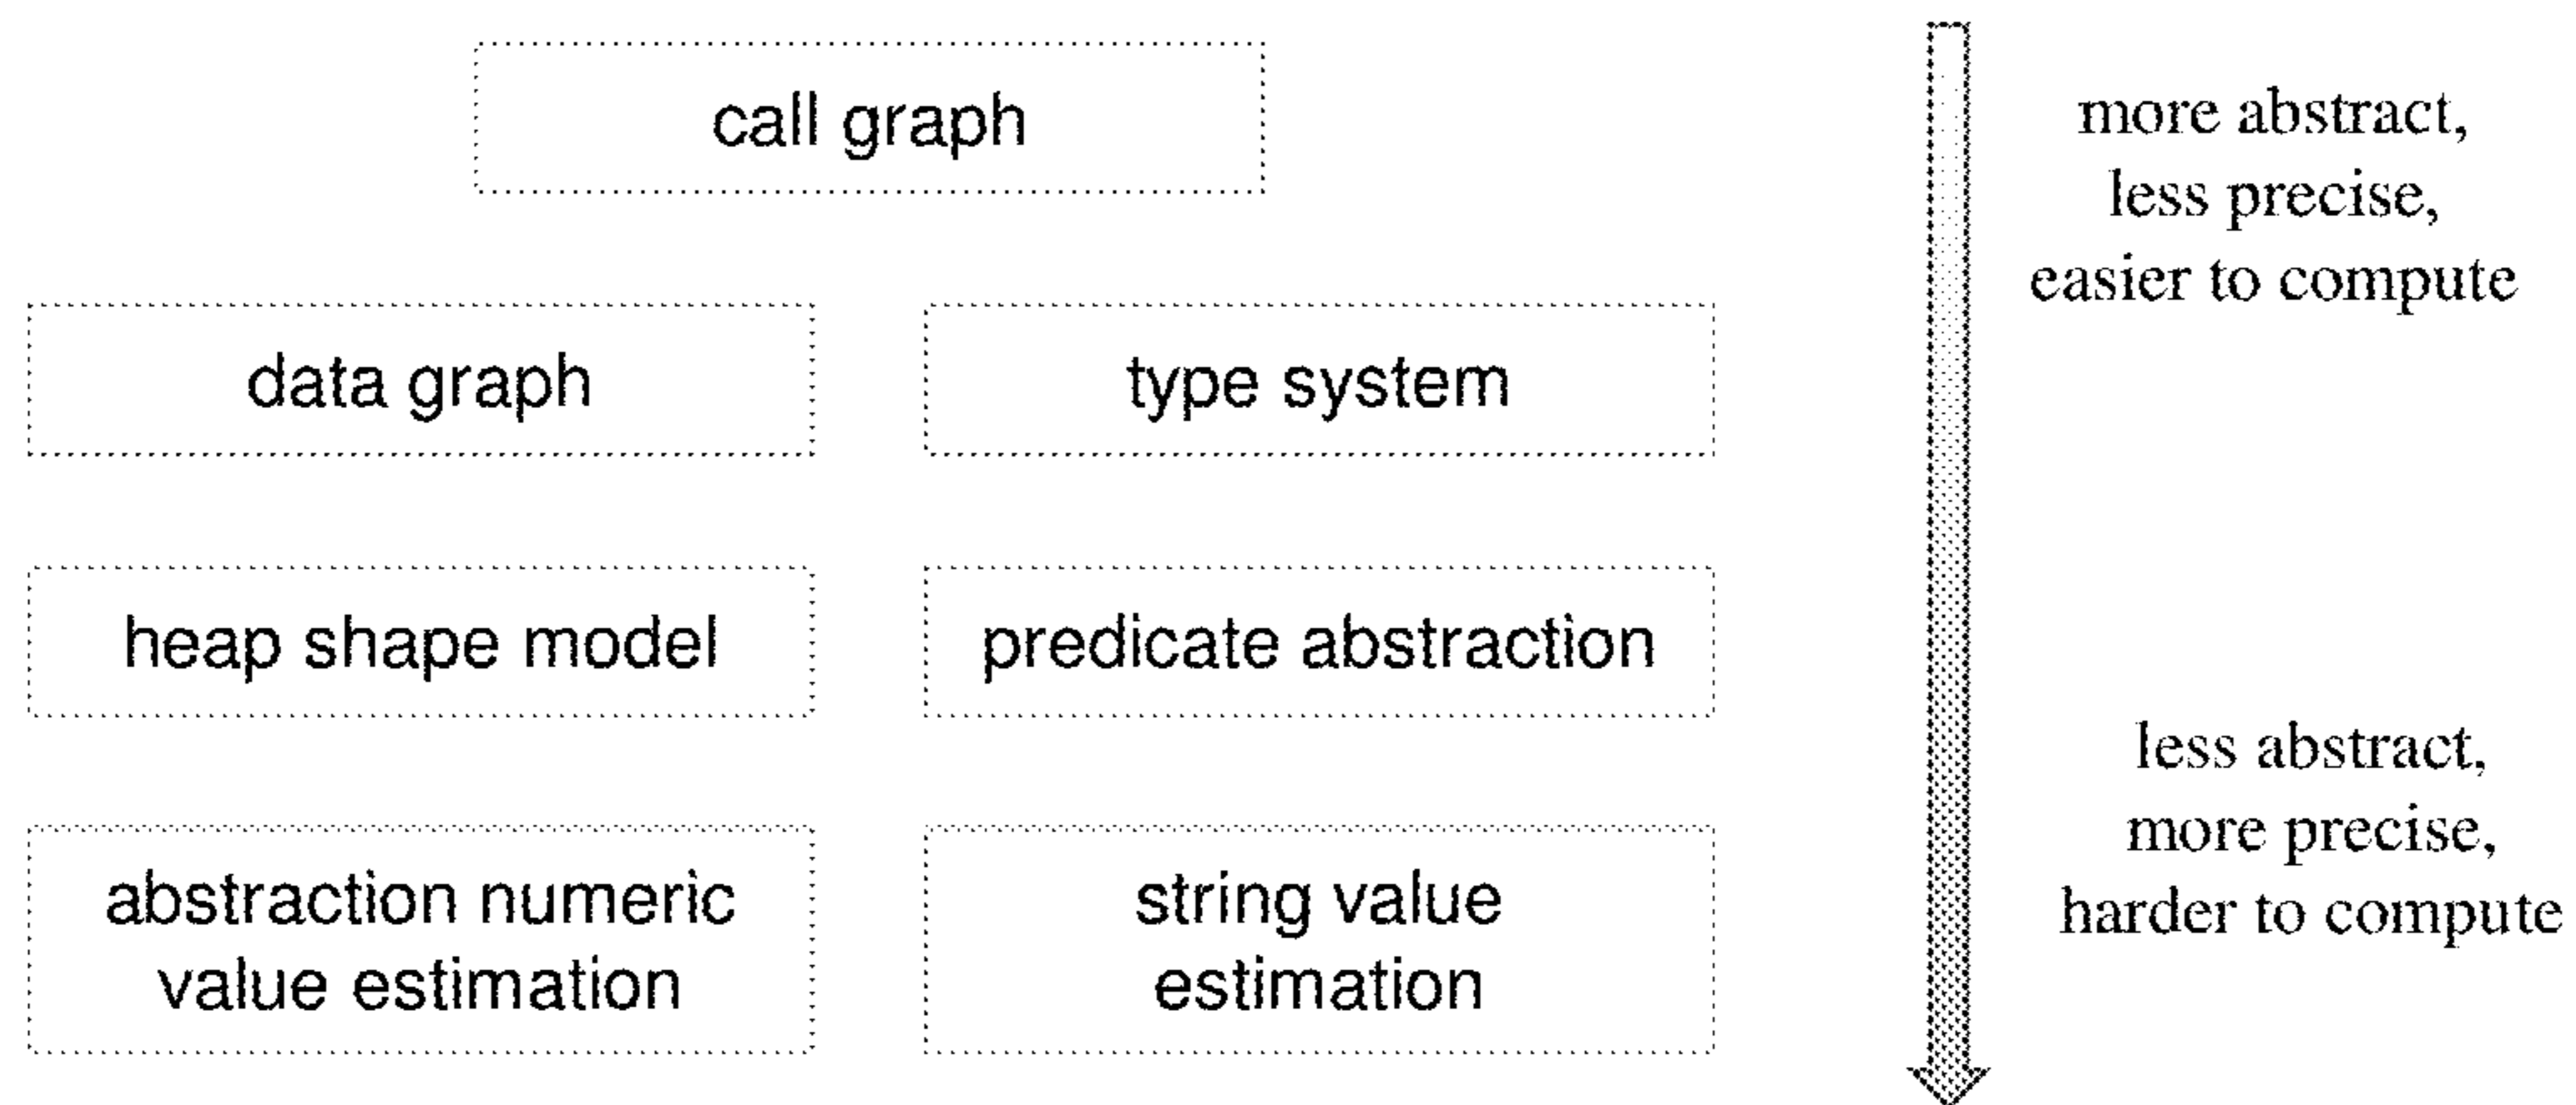 call graph
more abstract,
less precise,
easier to compute
data graph
type system
heap shape model
predicate abstraction
less abstract,
more precise,
harder to compute
abstraction numeric
value estimation
string value
estimation